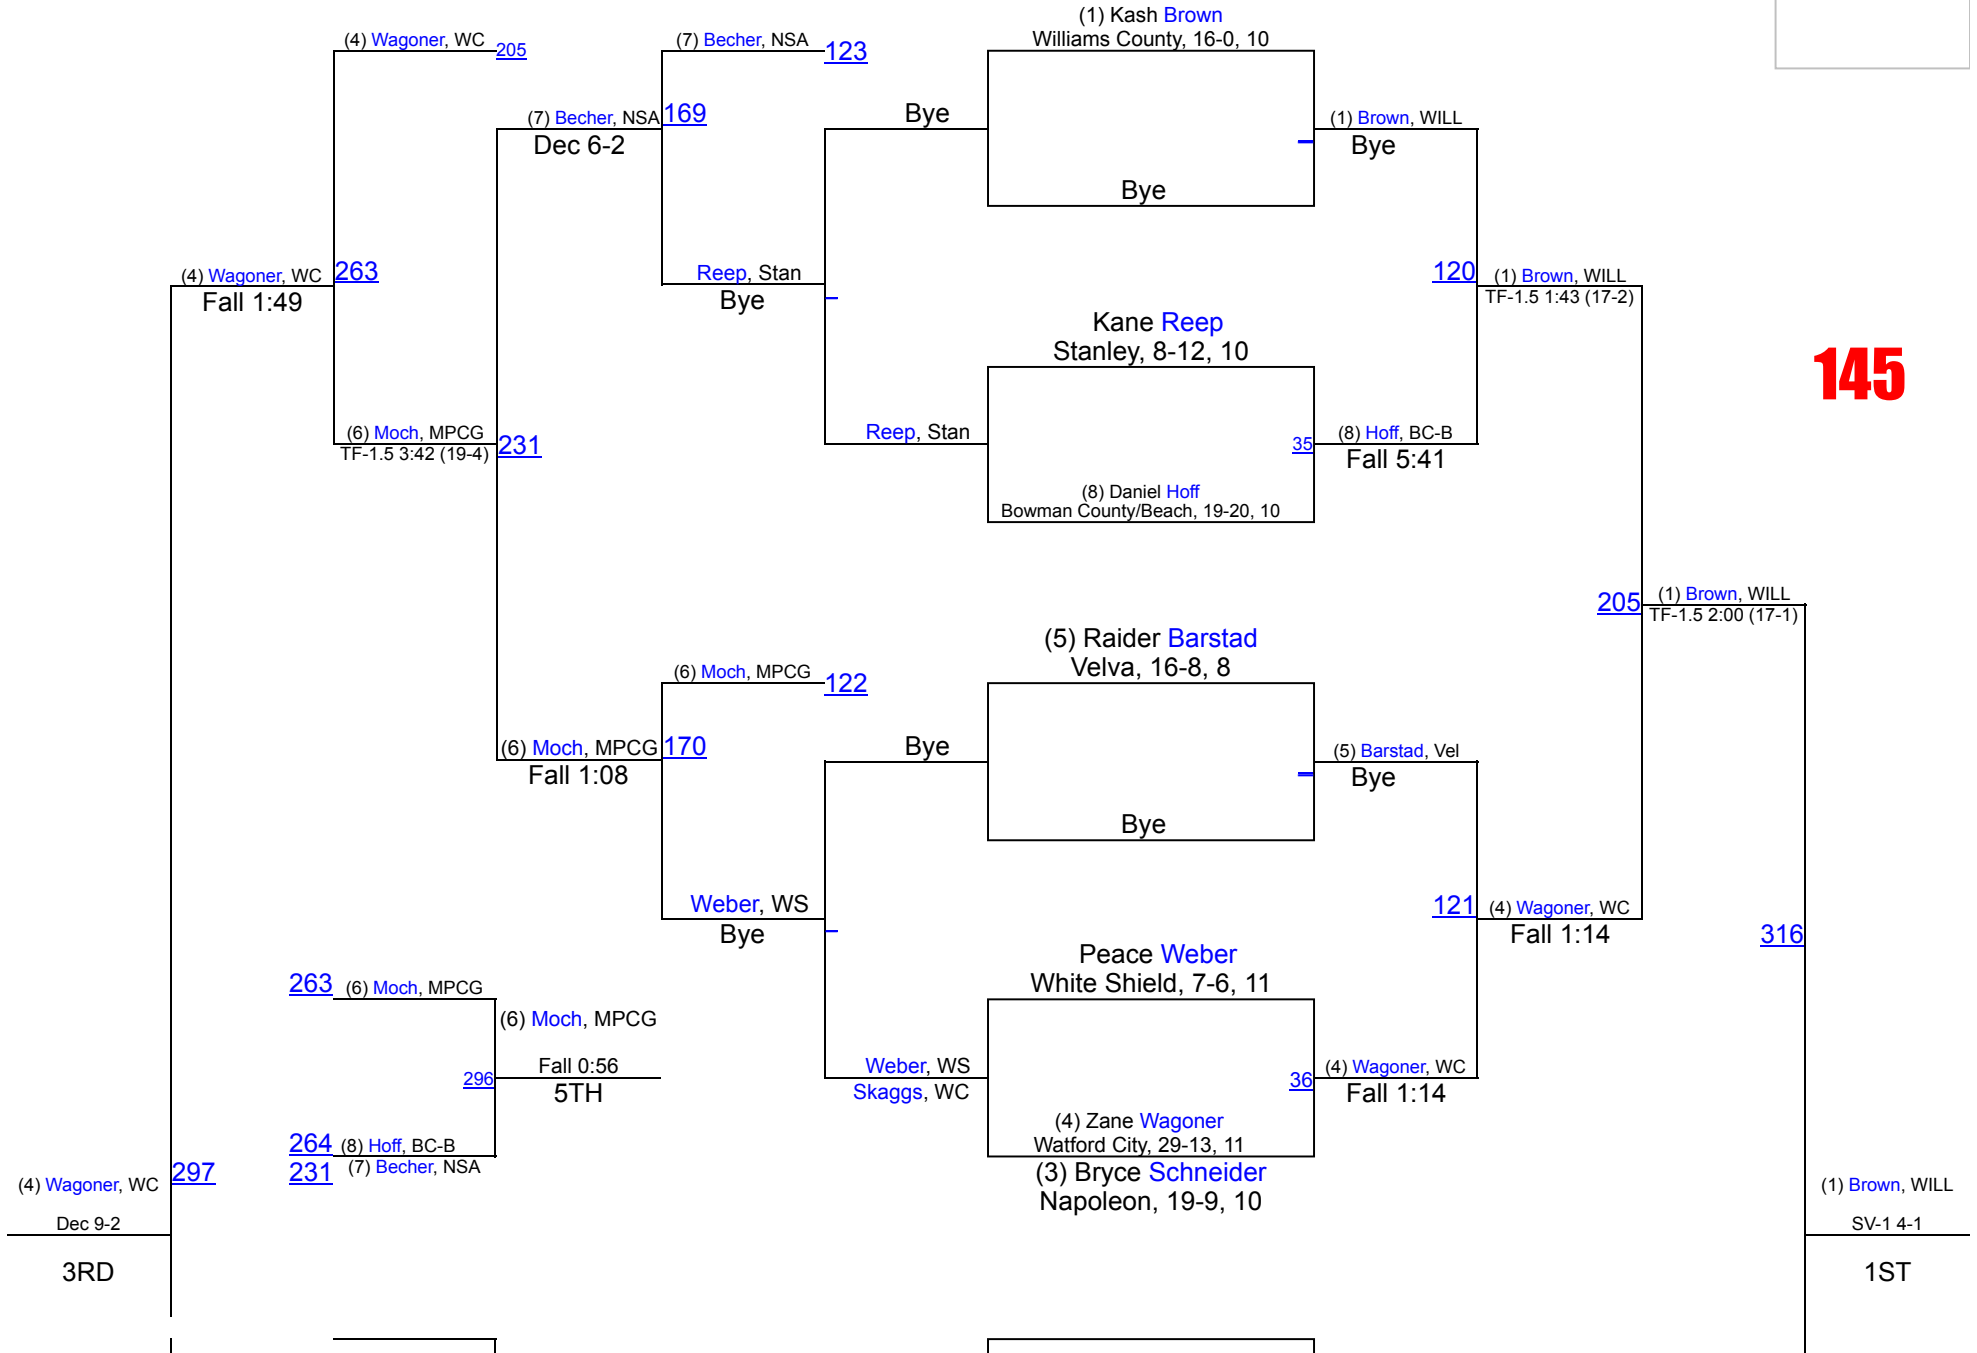 (1) Kash Brown
Williams County, 16-0, 10
(4) Wagoner, WC
205
(7) Becher, NSA
123
(7) Becher, NSA
169
Dec 6-2
Bye
(1) Brown, WILL
Bye
Bye
(4) Wagoner, WC
263
Fall 1:49
Reep, Stan
Bye
120
(1) Brown, WILL
TF-1.5 1:43 (17-2)
Kane Reep
Stanley, 8-12, 10
145
(6) Moch, MPCG
TF-1.5 3:42 (19-4)
231
Reep, Stan
35
(8) Hoff, BC-B
Fall 5:41
(8) Daniel Hoff
Bowman County/Beach, 19-20, 10
205
(1) Brown, WILL
TF-1.5 2:00 (17-1)
(5) Raider Barstad
Velva, 16-8, 8
(6) Moch, MPCG
122
(6) Moch, MPCG
170
Fall 1:08
Bye
(5) Barstad, Vel
Bye
Bye
Weber, WS
Bye
121
(4) Wagoner, WC
Fall 1:14
316
Peace Weber
White Shield, 7-6, 11
263
(6) Moch, MPCG
(6) Moch, MPCG
296
Fall 0:56
5TH
Weber, WS
Skaggs, WC
36
(4) Wagoner, WC
Fall 1:14
(4) Zane Wagoner
Watford City, 29-13, 11
264
(8) Hoff, BC-B
231
(7) Becher, NSA
(3) Bryce Schneider
Napoleon, 19-9, 10
(4) Wagoner, WC
297
Dec 9-2
3RD
(1) Brown, WILL
SV-1 4-1
1ST